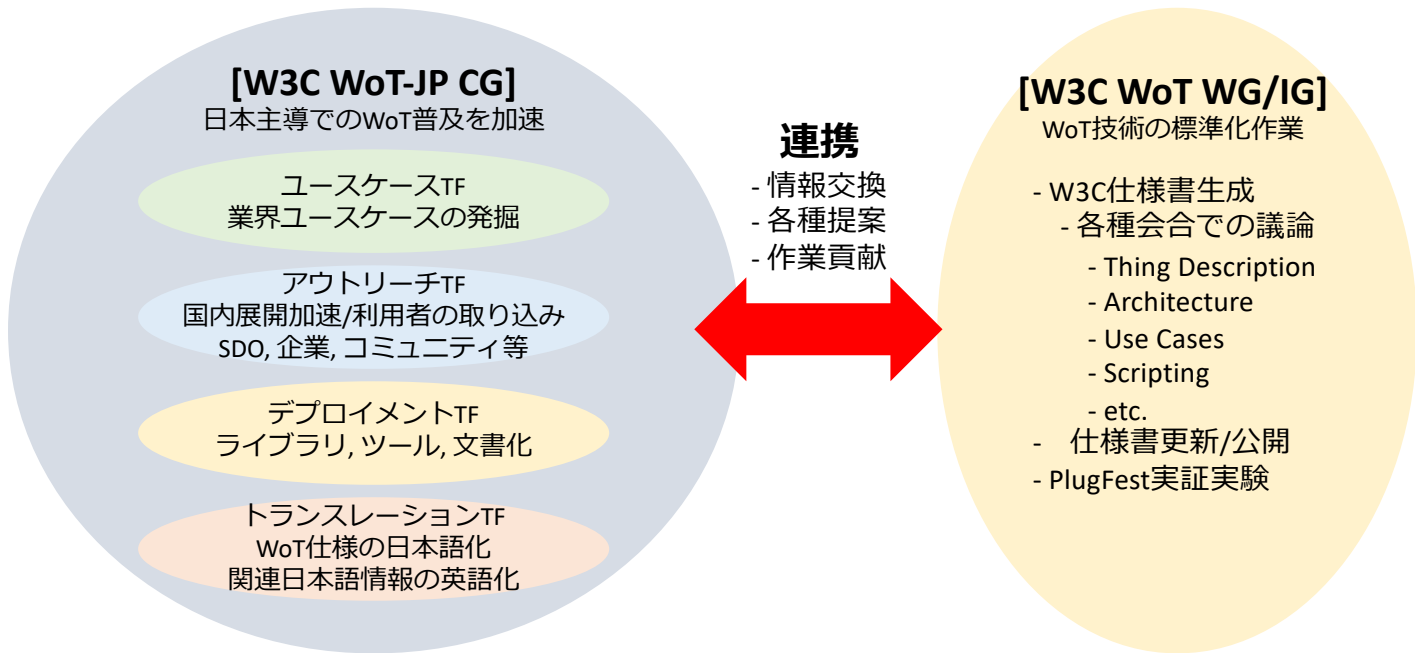 [W3C WoT-JP CG]
日本主導でのWoT普及を加速
ユースケースTF
業界ユースケースの発掘
アウトリーチTF
国内展開加速/利用者の取り込み
SDO, 企業, コミュニティ等
デプロイメントTF
ライブラリ, ツール, 文書化
トランスレーションTF
WoT仕様の日本語化
関連日本語情報の英語化
連携
- 情報交換
- 各種提案
- 作業貢献
[W3C WoT WG/IG]
WoT技術の標準化作業
- W3C仕様書生成
- 各種会合での議論
- Thing Description
- Architecture
- Use Cases
- Scripting
- etc.
- 仕様書更新/公開
- PlugFest実証実験